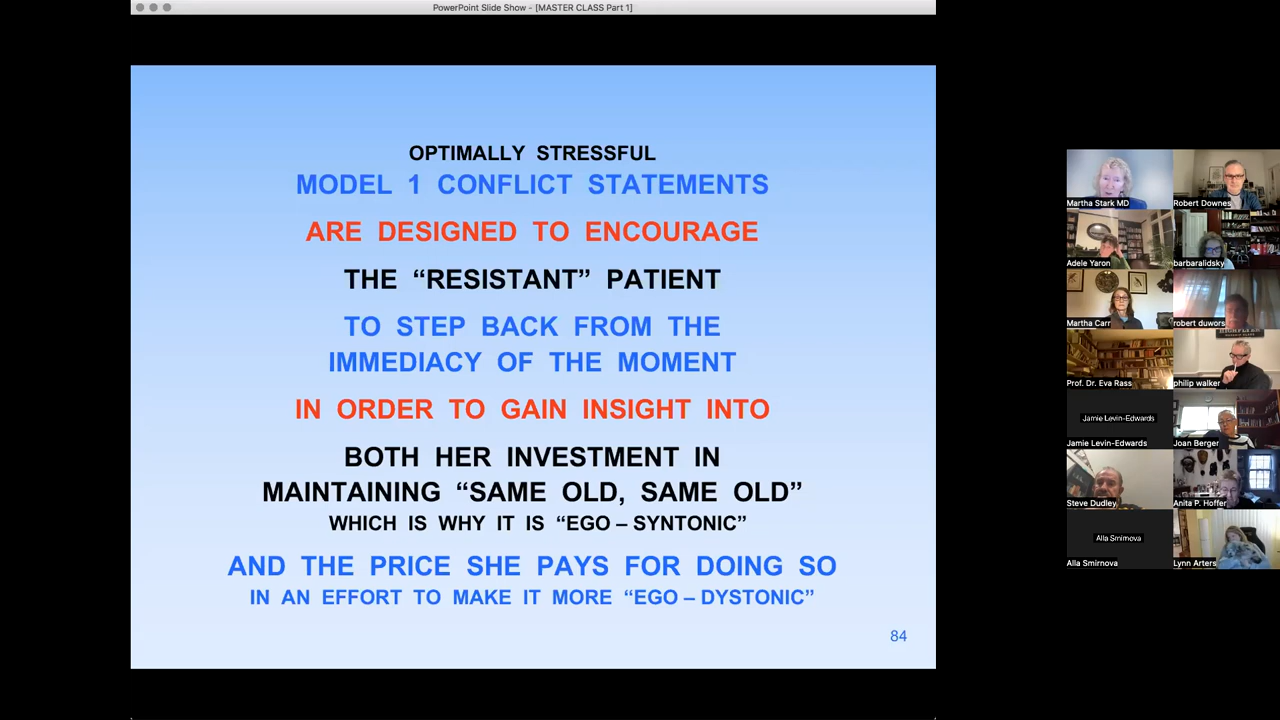 PowerPoint Slide Show - [MASTER CLASS Part 1]
OPTIMALLY STRESSFUL
MODEL 1 CONFLICT STATEMENTS
ARE DESIGNED TO ENCOURAGE
THE “RESISTANT” PATIENT
TO STEP BACK FROM THE
IMMEDIACY OF THE MOMENT
IN ORDER TO GAIN INSIGHT INTO
BOTH HER INVESTMENT IN
MAINTAINING “SAME OLD, SAME OLD”
WHICH IS WHY IT IS “EGO – SYNTONIC”
AND THE PRICE SHE PAYS FOR DOING SO
IN AN EFFORT TO MAKE IT MORE “EGO – DYSTONIC”
84
Martha Stark MD
Robert Downes
Adele Yaron
barbaralidsky
Martha Carr
robert duwors
Prof. Dr. Eva Rass
philip walker
Jamie Levin-Edwards
Jamie Levin-Edwards
Joan Berger
Steve Dudley
Anita P. Hoffer
Alla Smirnova
Alla Smirnova
Lynn Arters